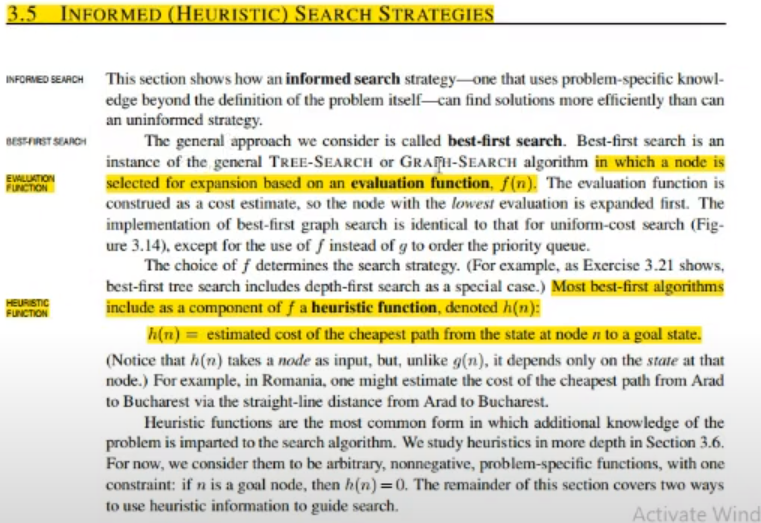 3.5 INFORMED (HEURISTIC) SEARCH STRATEGIES
INFORMED SEARCH
This section shows how an informed search strategy—one that uses problem-specific knowl-
edge beyond the definition of the problem itself—can find solutions more efficiently than can
an uninformed strategy.
BEST-FIRST SEARCH
The general approach we consider is called best-first search. Best-first search is an
instance of the general TREE-SEARCH or GRAPH-SEARCH algorithm in which a node is
EVALUATION
FUNCTION
selected for expansion based on an evaluation function, f(n). The evaluation function is
construed as a cost estimate, so the node with the lowest evaluation is expanded first. The
implementation of best-first graph search is identical to that for uniform-cost search (Fig-
ure 3.14), except for the use of f instead of g to order the priority queue.
The choice of f determines the search strategy. (For example, as Exercise 3.21 shows,
best-first tree search includes depth-first search as a special case.) Most best-first algorithms
HEURISTIC
FUNCTION
include as a component of f a heuristic function, denoted h(n):
h(n) = estimated cost of the cheapest path from the state at node n to a goal state.
(Notice that h(n) takes a node as input, but, unlike g(n), it depends only on the state at that
node.) For example, in Romania, one might estimate the cost of the cheapest path from Arad
to Bucharest via the straight-line distance from Arad to Bucharest.
Heuristic functions are the most common form in which additional knowledge of the
problem is imparted to the search algorithm. We study heuristics in more depth in Section 3.6.
For now, we consider them to be arbitrary, nonnegative, problem-specific functions, with one
constraint: if n is a goal node, then h(n) = 0. The remainder of this section covers two ways
to use heuristic information to guide search.
Activate Wind